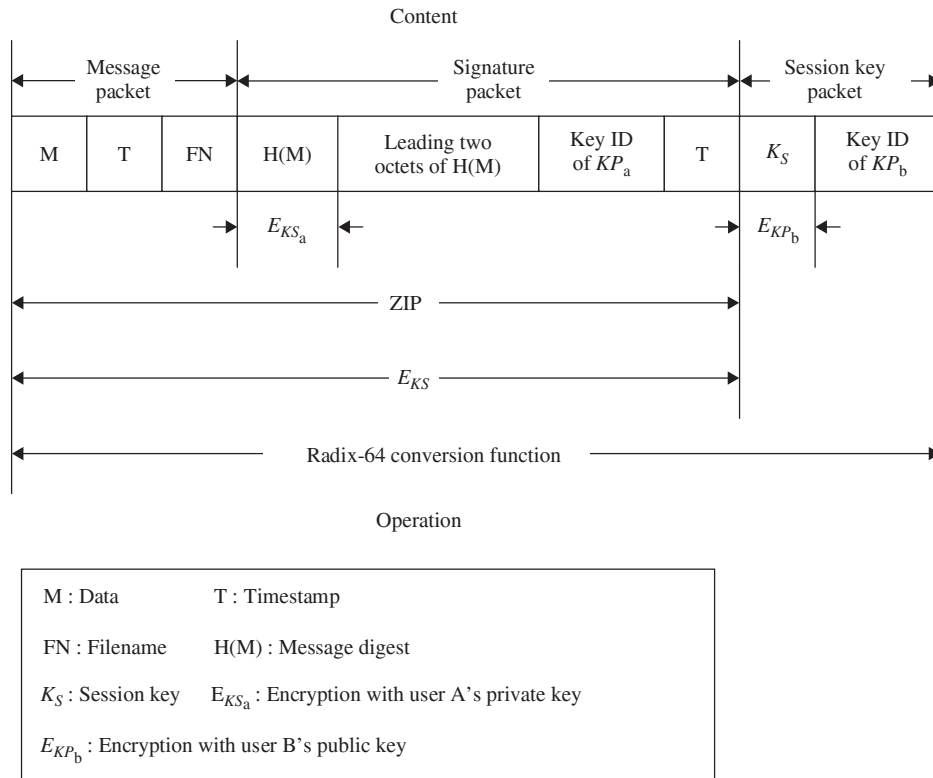 Content
Message packet
Signature packet
Session key packet
M T FN H(M) Leading two octets of H(M) Key ID of KPa T KS Key ID of KPb
EKSa EKPb
ZIP
EKS
Radix-64 conversion function
Operation
M : Data T : Timestamp
FN : Filename H(M) : Message digest
KS : Session key EKSa : Encryption with user A's private key
EKPb : Encryption with user B's public key